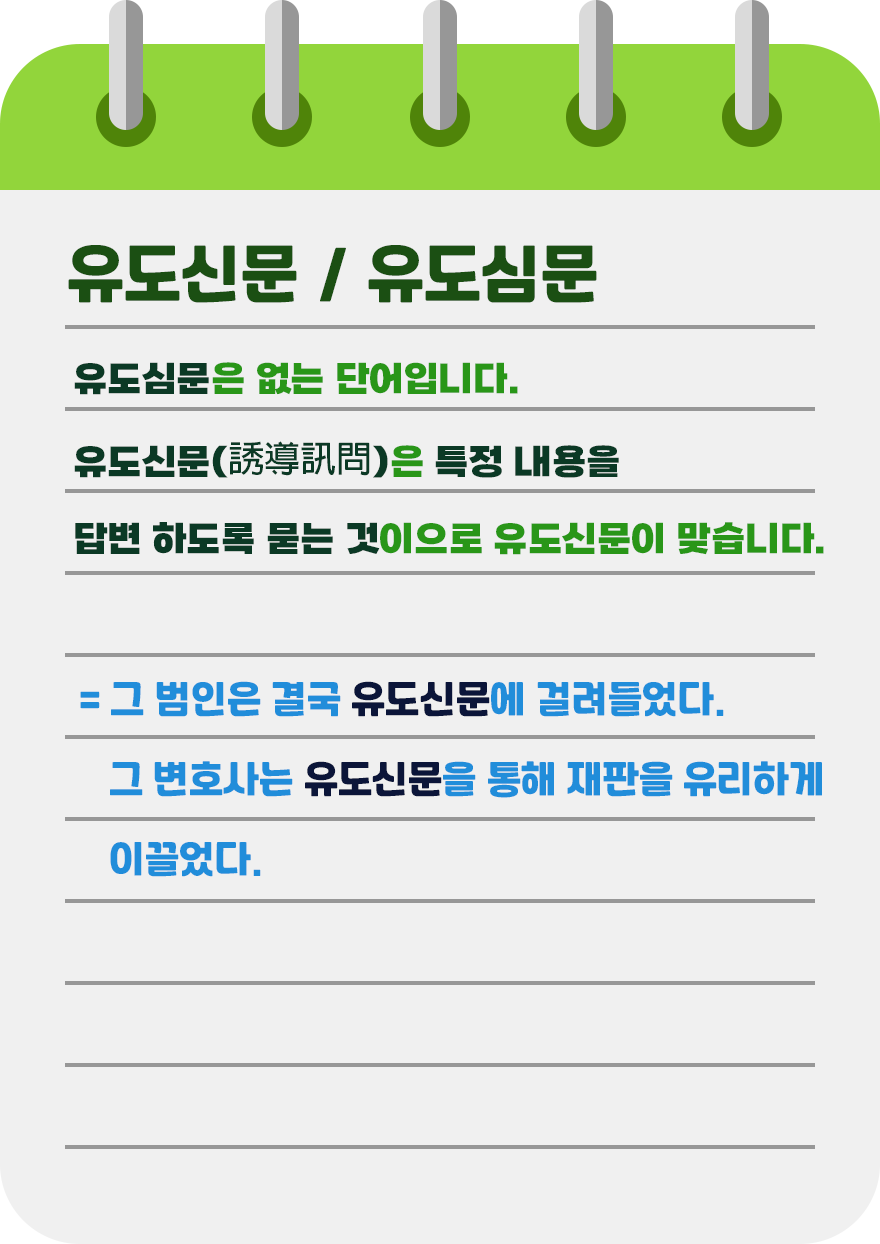 유도신문 / 유도심문
유도심문은 없는 단어입니다.
유도신문(誘導訊問)은 특정 내용을
답변 하도록 묻는 것이으로 유도신문이 맞습니다.
= 그 범인은 결국 유도신문에 걸려들었다.
그 변호사는 유도신문을 통해 재판을 유리하게
이끌었다.